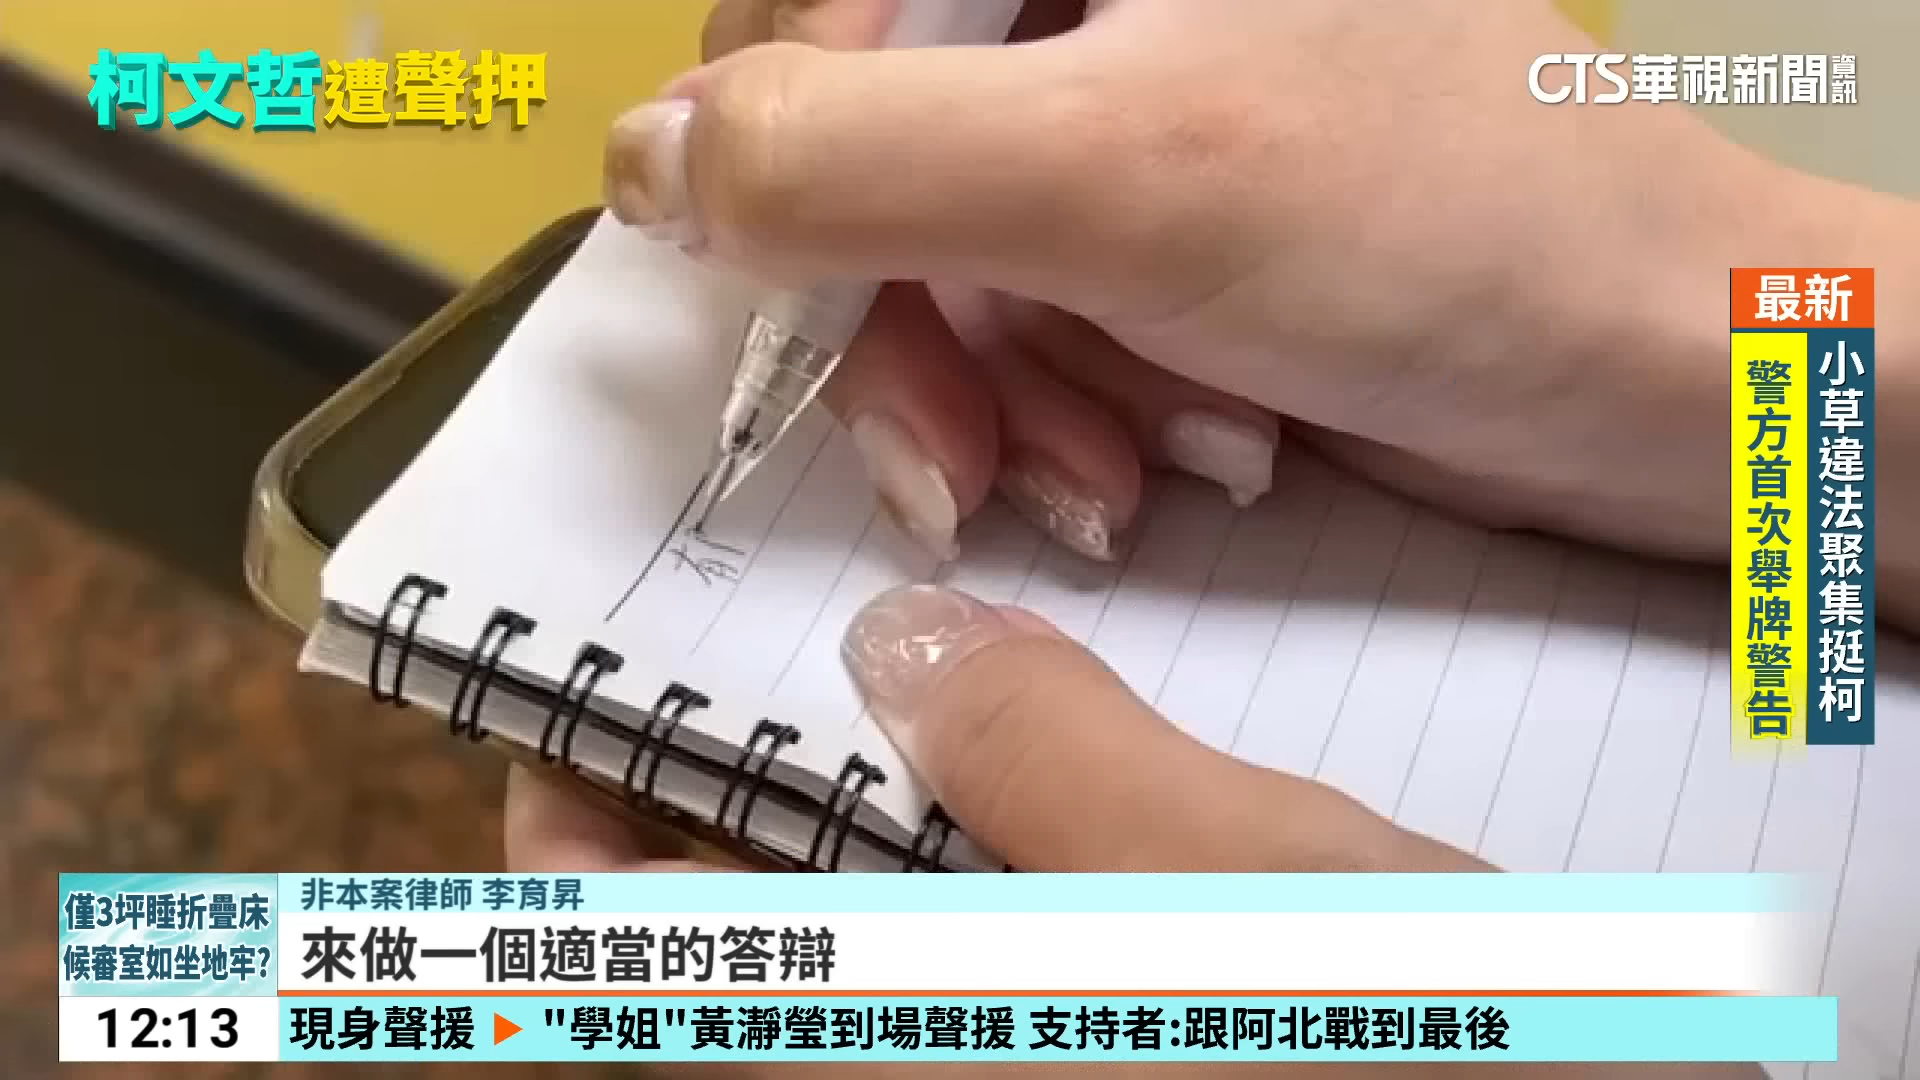 柯文哲遭聲押
CTS華視新聞資訊
最新
小草違法聚集挺柯
警方首次舉牌警告
有
僅3坪睡折疊床
候審室如坐地牢?
非本案律師 李育昇
來做一個適當的答辯
12:13
現身聲援 ▶ "學姐"黃瀞瑩到場聲援 支持者:跟阿北戰到最後